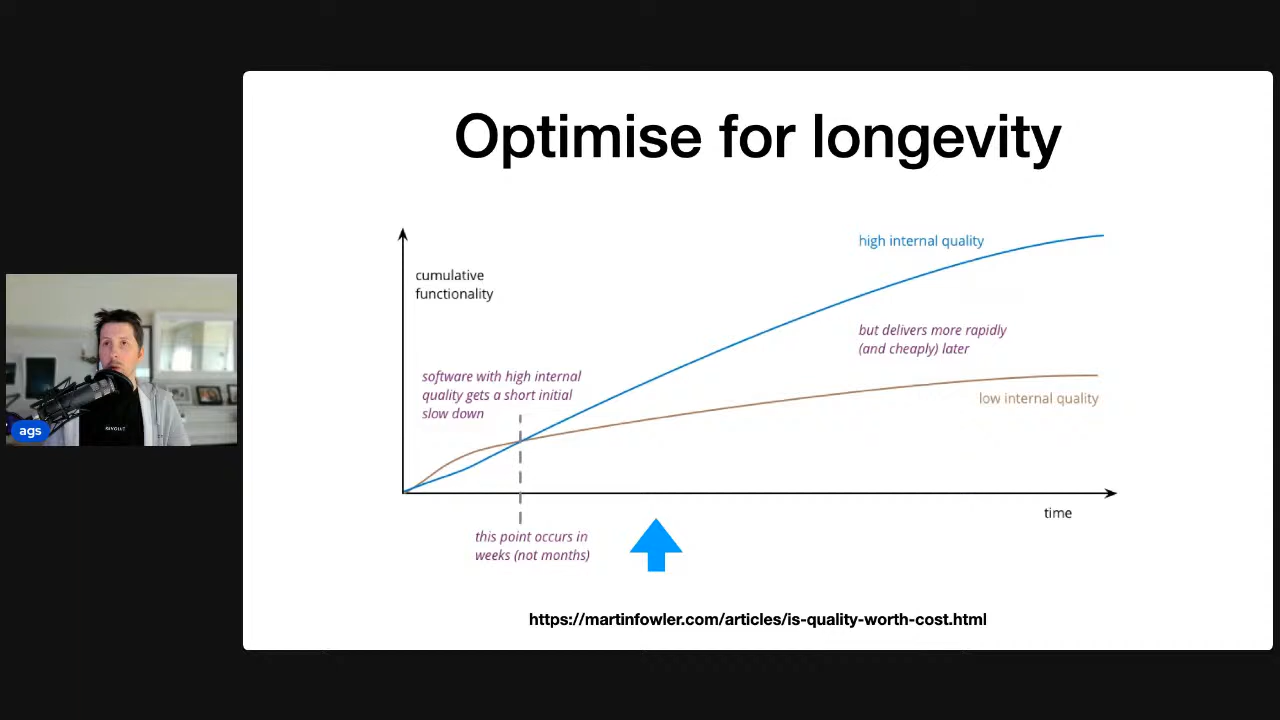 Optimise for longevity
cumulative
functionality
high internal quality
but delivers more rapidly
(and cheaply) later
software with high internal
quality gets a short initial
slow down
low internal quality
time
this point occurs in
weeks (not months)
https://martinfowler.com/articles/is-quality-worth-cost.html
ags